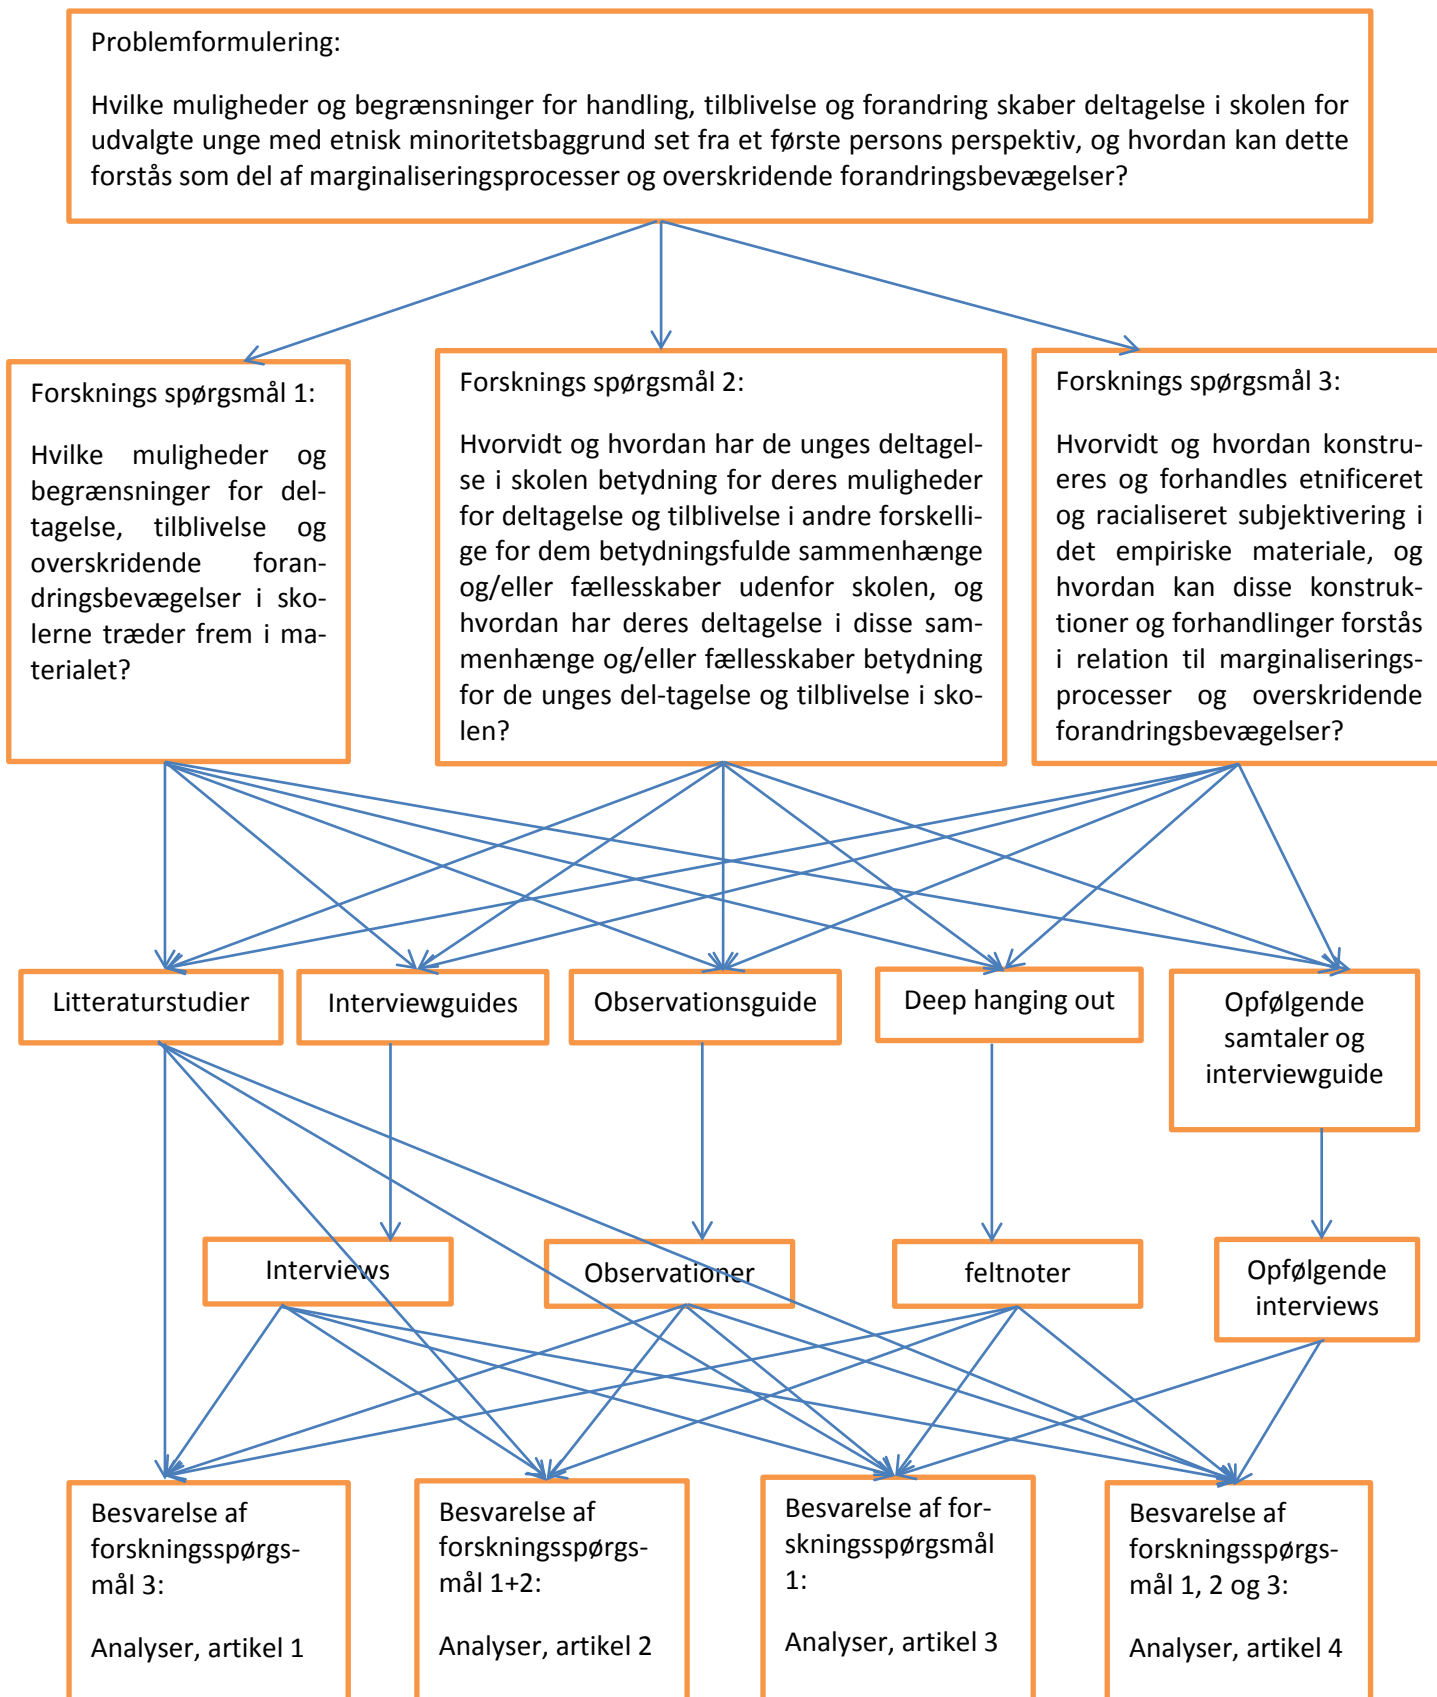 Problemformulering:
Hvilke muligheder og begrænsninger for handling, tilblivelse og forandring skaber deltagelse i skolen for
udvalgte unge med etnisk minoritetsbaggrund set fra et første persons perspektiv, og hvordan kan dette
forstås som del af marginaliseringsprocesser og overskridende forandringsbevægelser?
Forsknings spørgsmål 1:
Hvilke muligheder og
begrænsninger for del-
tagelse, tilblivelse og
overskridende foran-
dringsbevægelser i sko-
lerne træder frem i ma-
terialet?
Forsknings spørgsmål 2:
Hvorvidt og hvordan har de unges deltagel-
se i skolen betydning for deres muligheder
for deltagelse og tilblivelse i andre forskelli-
ge for dem betydningsfulde sammenhænge
og/eller fællesskaber udenfor skolen, og
hvordan har deres deltagelse i disse sam-
menhænge og/eller fællesskaber betydning
for de unges del-tagelse og tilblivelse i sko-
len?
Forsknings spørgsmål 3:
Hvorvidt og hvordan konstru-
eres og forhandles etnificeret
og racialiseret subjektivering i
det empiriske materiale, og
hvordan kan disse konstruk-
tioner og forhandlinger forstås
i relation til marginaliserings-
processer og overskridende
forandringsbevægelser?
Litteraturstudier
Interviewguides
Observationsguide
Deep hanging out
Opfølgende
samtaler og
interviewguide
Interviews
Observationer
feltnoter
Opfølgende
interviews
Besvarelse af
forskningsspørgs-
mål 3:
Analyser, artikel 1
Besvarelse af
forskningsspørgs-
mål 1+2:
Analyser, artikel 2
Besvarelse af for-
skningsspørgsmål
1:
Analyser, artikel 3
Besvarelse af
forskningsspørgs-
mål 1, 2 og 3:
Analyser, artikel 4